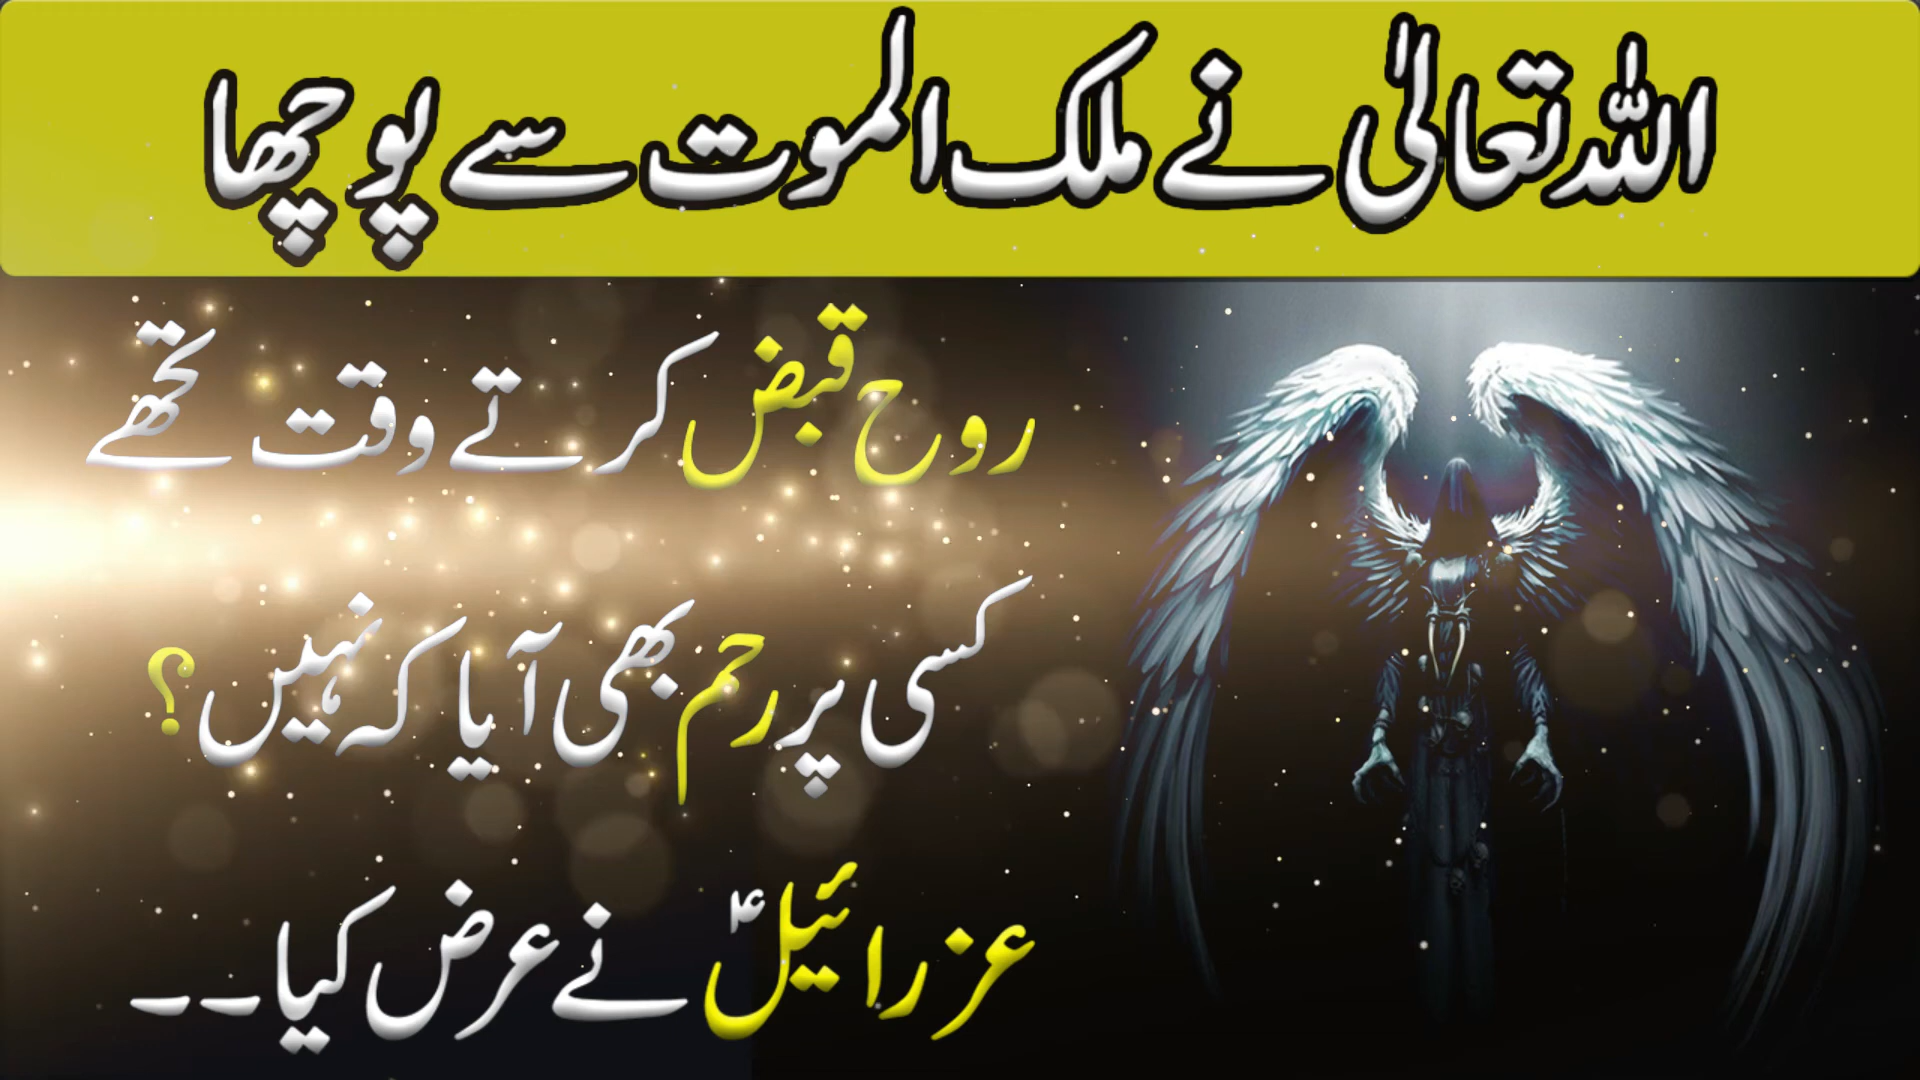 اللہ تعالیٰ نے ملک الموت سے پوچھا
روح قبض کرتے وقت تجھے
کسی پر رحم بھی آیا کہ نہیں؟
عزرائیلؑ نے عرض کیا۔۔